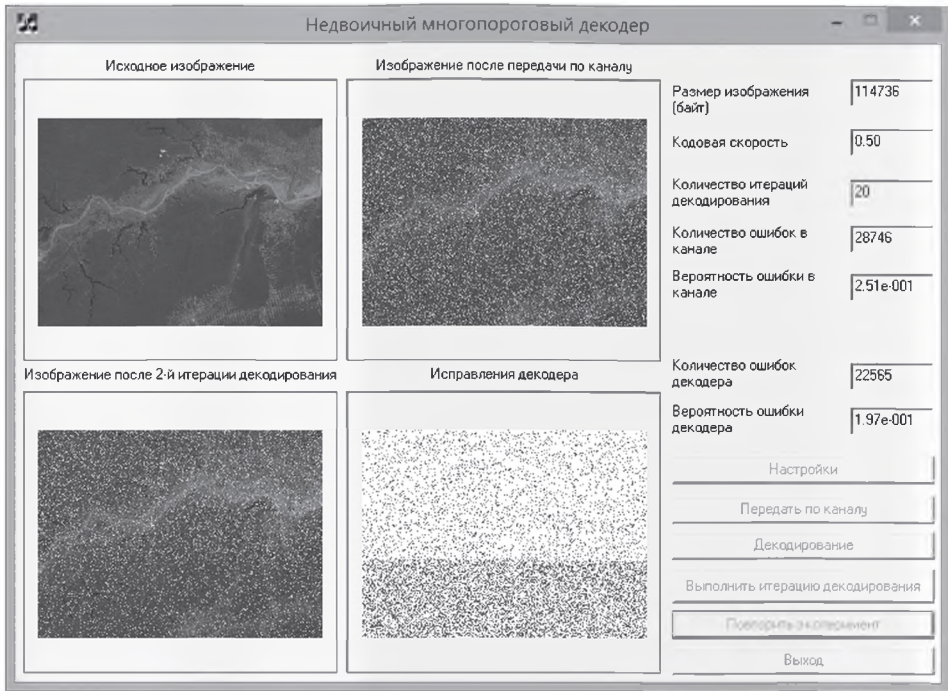 Недвоичный многопороговый декодер
Исходное изображение
Изображение после передачи по каналу
Размер изображения
(байт)
114736
Кодовая скорость
0.50
Количество итераций
декодирования
20
Количество ошибок в
канале
28746
Вероятность ошибки в
канале
2.51e-001
Изображение после 2-й итерации декодирования
Исправления декодера
Количество ошибок
декодера
22565
Вероятность ошибки
декодера
1.97e-001
Настройки
Передать по каналу
Декодирование
Выполнить итерацию декодирования
Повторить эксперимент
Выход